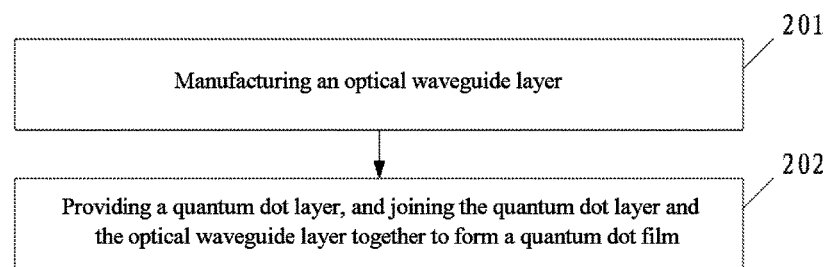 201
Manufacturing an optical waveguide layer
202
Providing a quantum dot layer, and joining the quantum dot layer and
the optical waveguide layer together to form a quantum dot film